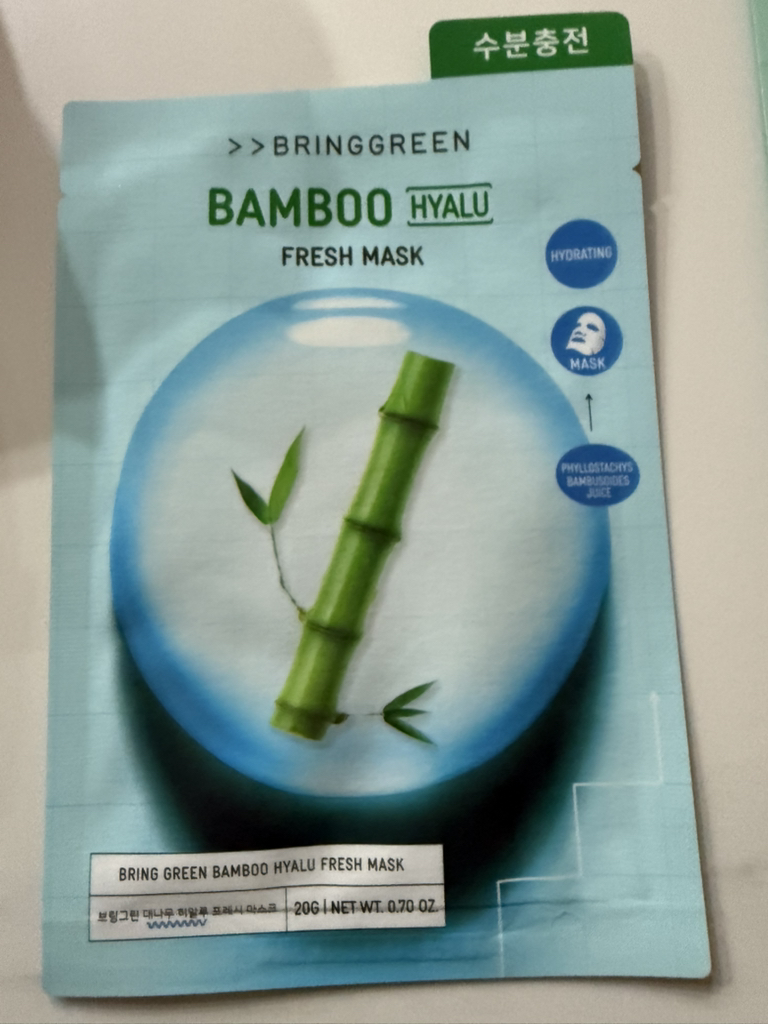 수분충전
>>BRINGGREEN
BAMBOO HYALU
FRESH MASK
HYDRATING
MASK
PHYLLOSTACHYS
BAMBUSOIDES
JUICE
BRING GREEN BAMBOO HYALU FRESH MASK
브링그린 대나무 히알루 프레시 마스크
20G | NET WT. 0.70 OZ.